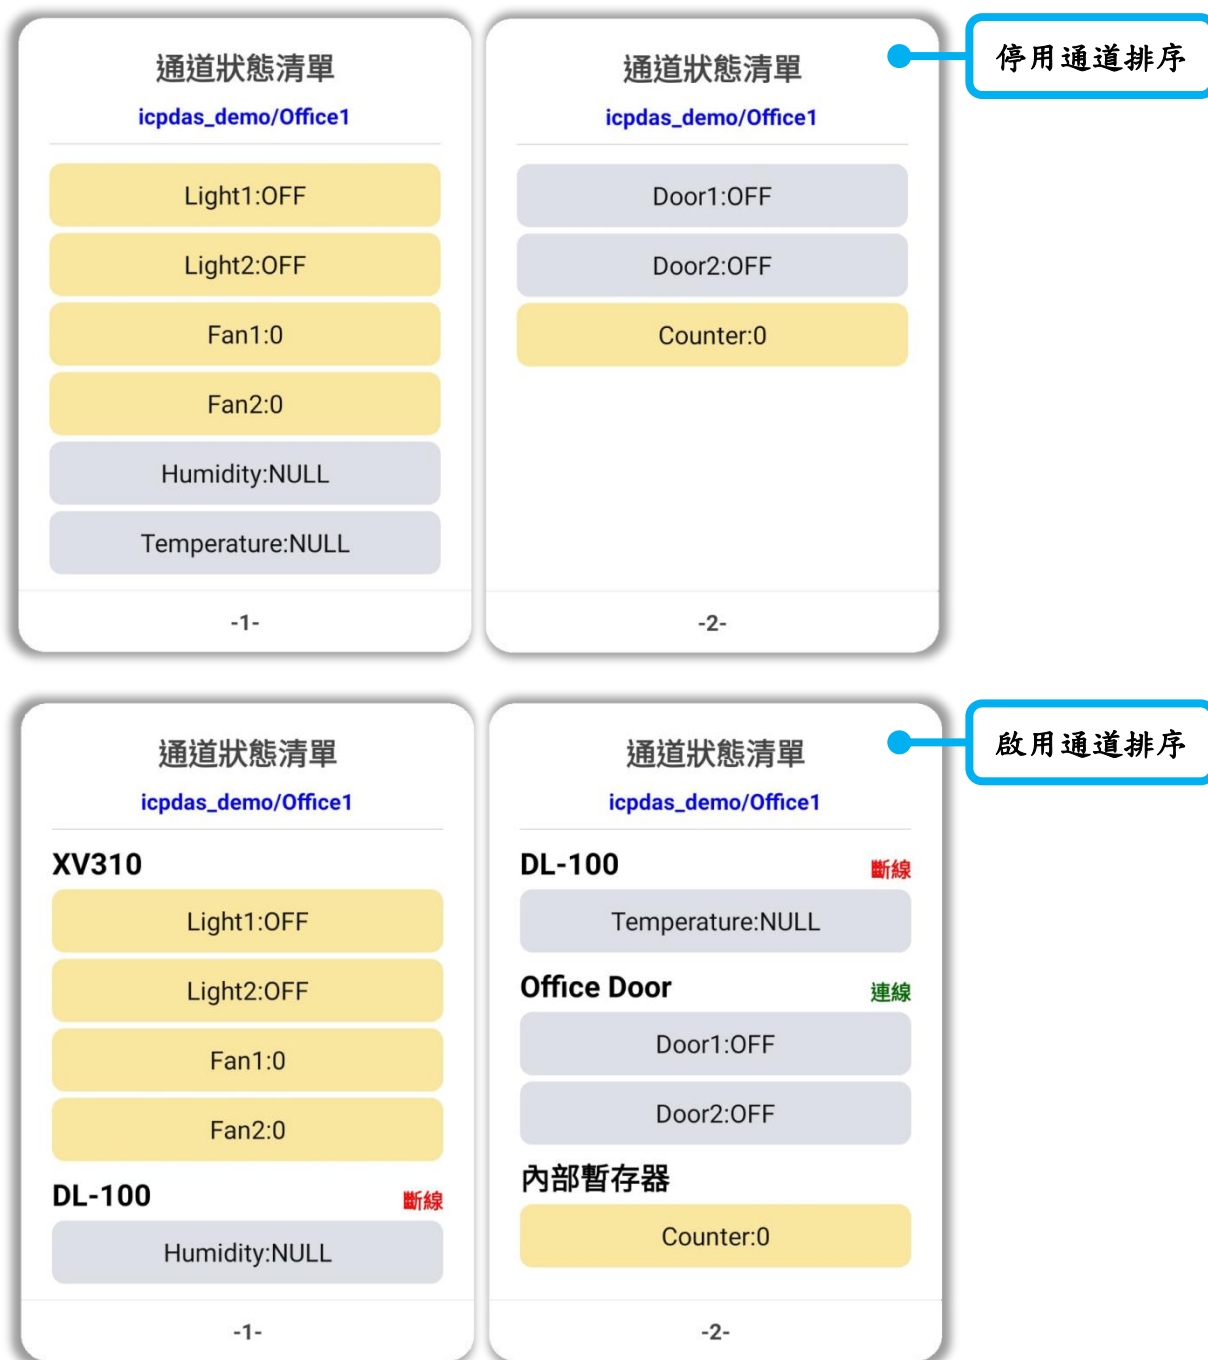 通道狀態清單
icpdas_demo/Office1
Light1:OFF
Light2:OFF
Fan1:0
Fan2:0
Humidity:NULL
Temperature:NULL
-1-
通道狀態清單
icpdas_demo/Office1
Door1:OFF
Door2:OFF
Counter:0
-2-
停用通道排序
通道狀態清單
icpdas_demo/Office1
XV310
Light1:OFF
Light2:OFF
Fan1:0
Fan2:0
DL-100 斷線
Humidity:NULL
-1-
通道狀態清單
icpdas_demo/Office1
DL-100 斷線
Temperature:NULL
Office Door 連線
Door1:OFF
Door2:OFF
內部暫存器
Counter:0
-2-
啟用通道排序